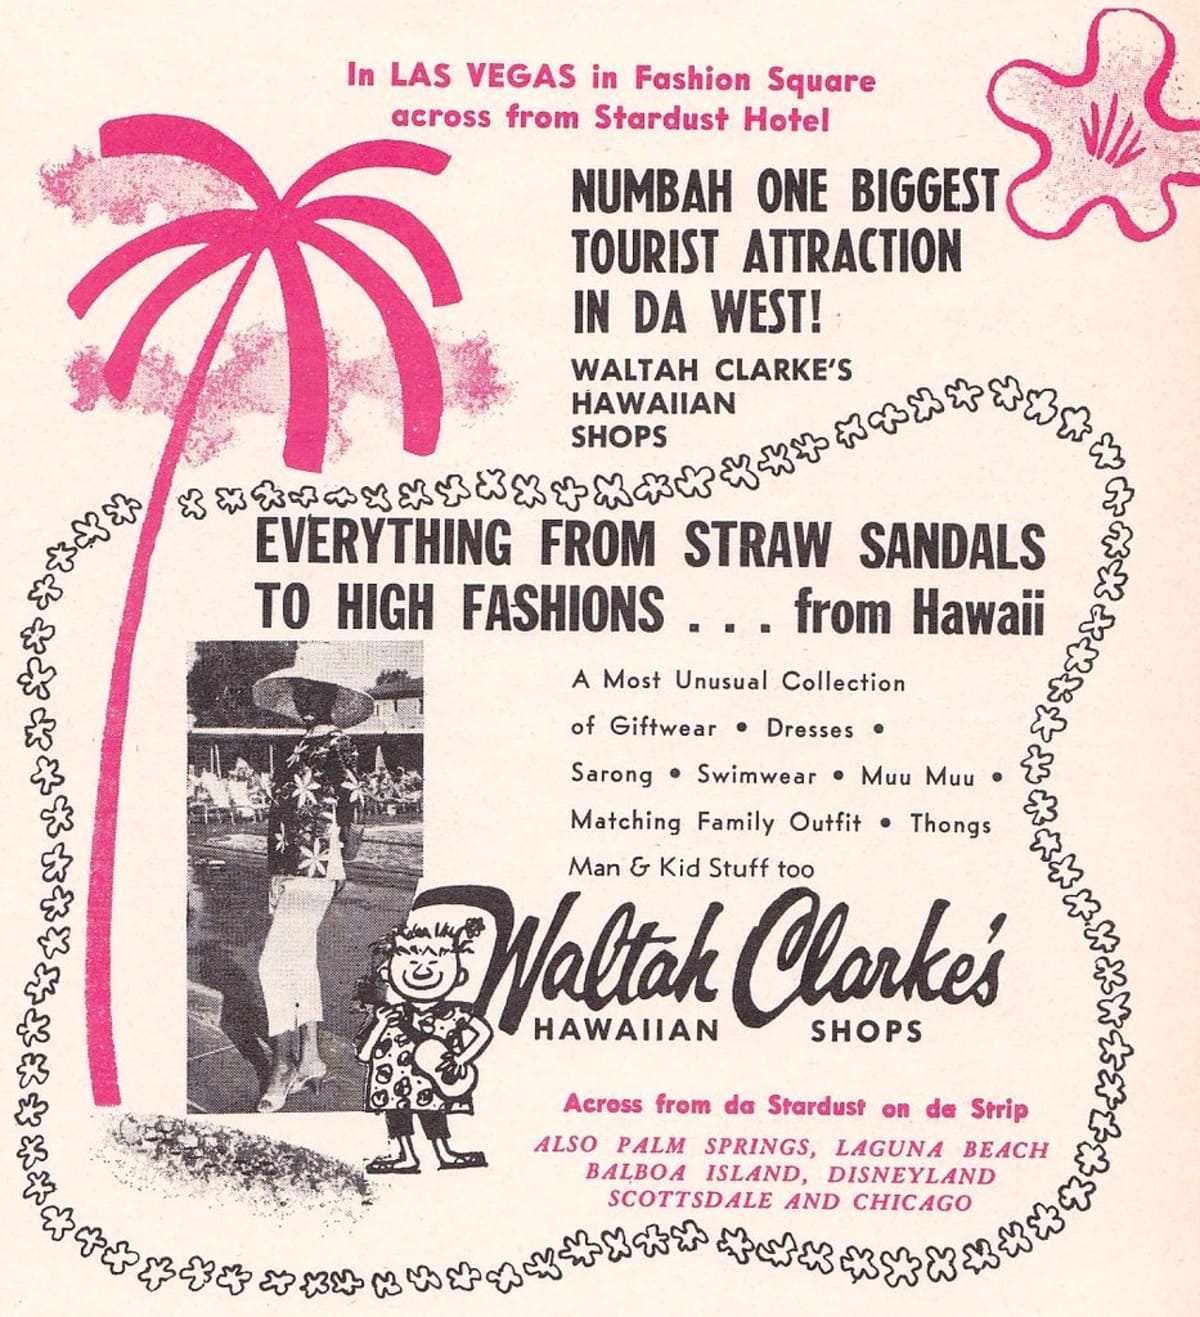 In LAS VEGAS in Fashion Square
across from Stardust Hotel
NUMBAH ONE BIGGEST
TOURIST ATTRACTION
IN DA WEST!
WALTAH CLARKE'S
HAWAIIAN
SHOPS
EVERYTHING FROM STRAW SANDALS
TO HIGH FASHIONS . . . from Hawaii
A Most Unusual Collection
of Giftwear • Dresses •
Sarong • Swimwear • Muu Muu •
Matching Family Outfit • Thongs
Man & Kid Stuff too
Waltah Clarke's
HAWAIIAN SHOPS
Across from da Stardust on da Strip
ALSO PALM SPRINGS, LAGUNA BEACH
BALBOA ISLAND, DISNEYLAND
SCOTTSDALE AND CHICAGO